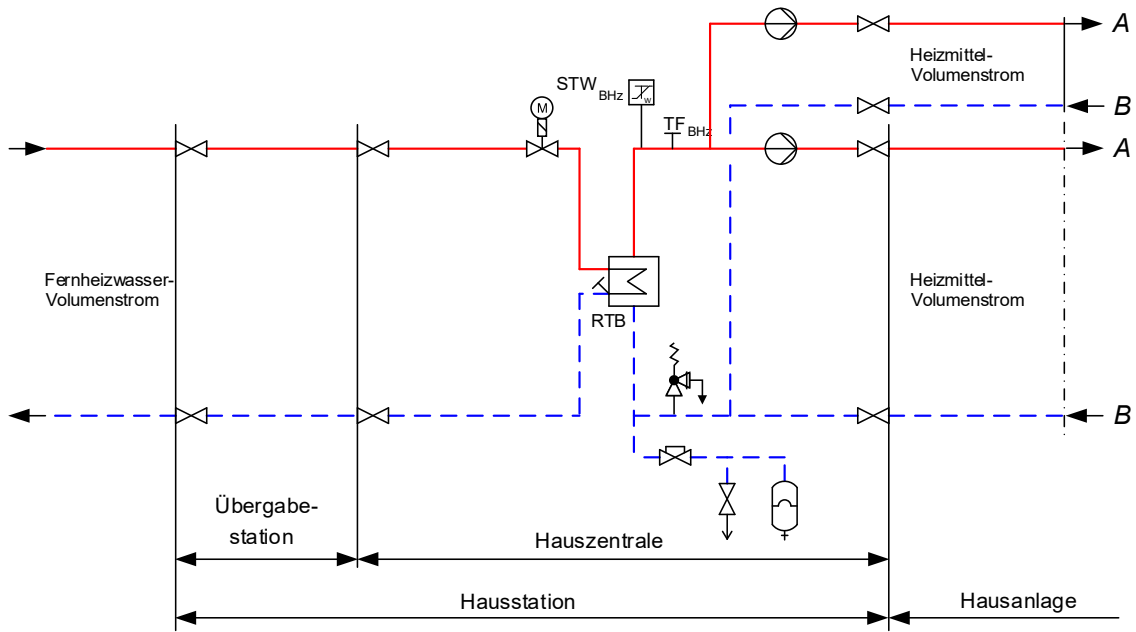 A
Heizmittel-
Volumenstrom
STW BHz
W
M
TF BHz
B
A
Fernheizwasser-
Volumenstrom
Heizmittel-
Volumenstrom
RTB
B
Übergabe-
station
Hauszentrale
Hausstation
Hausanlage